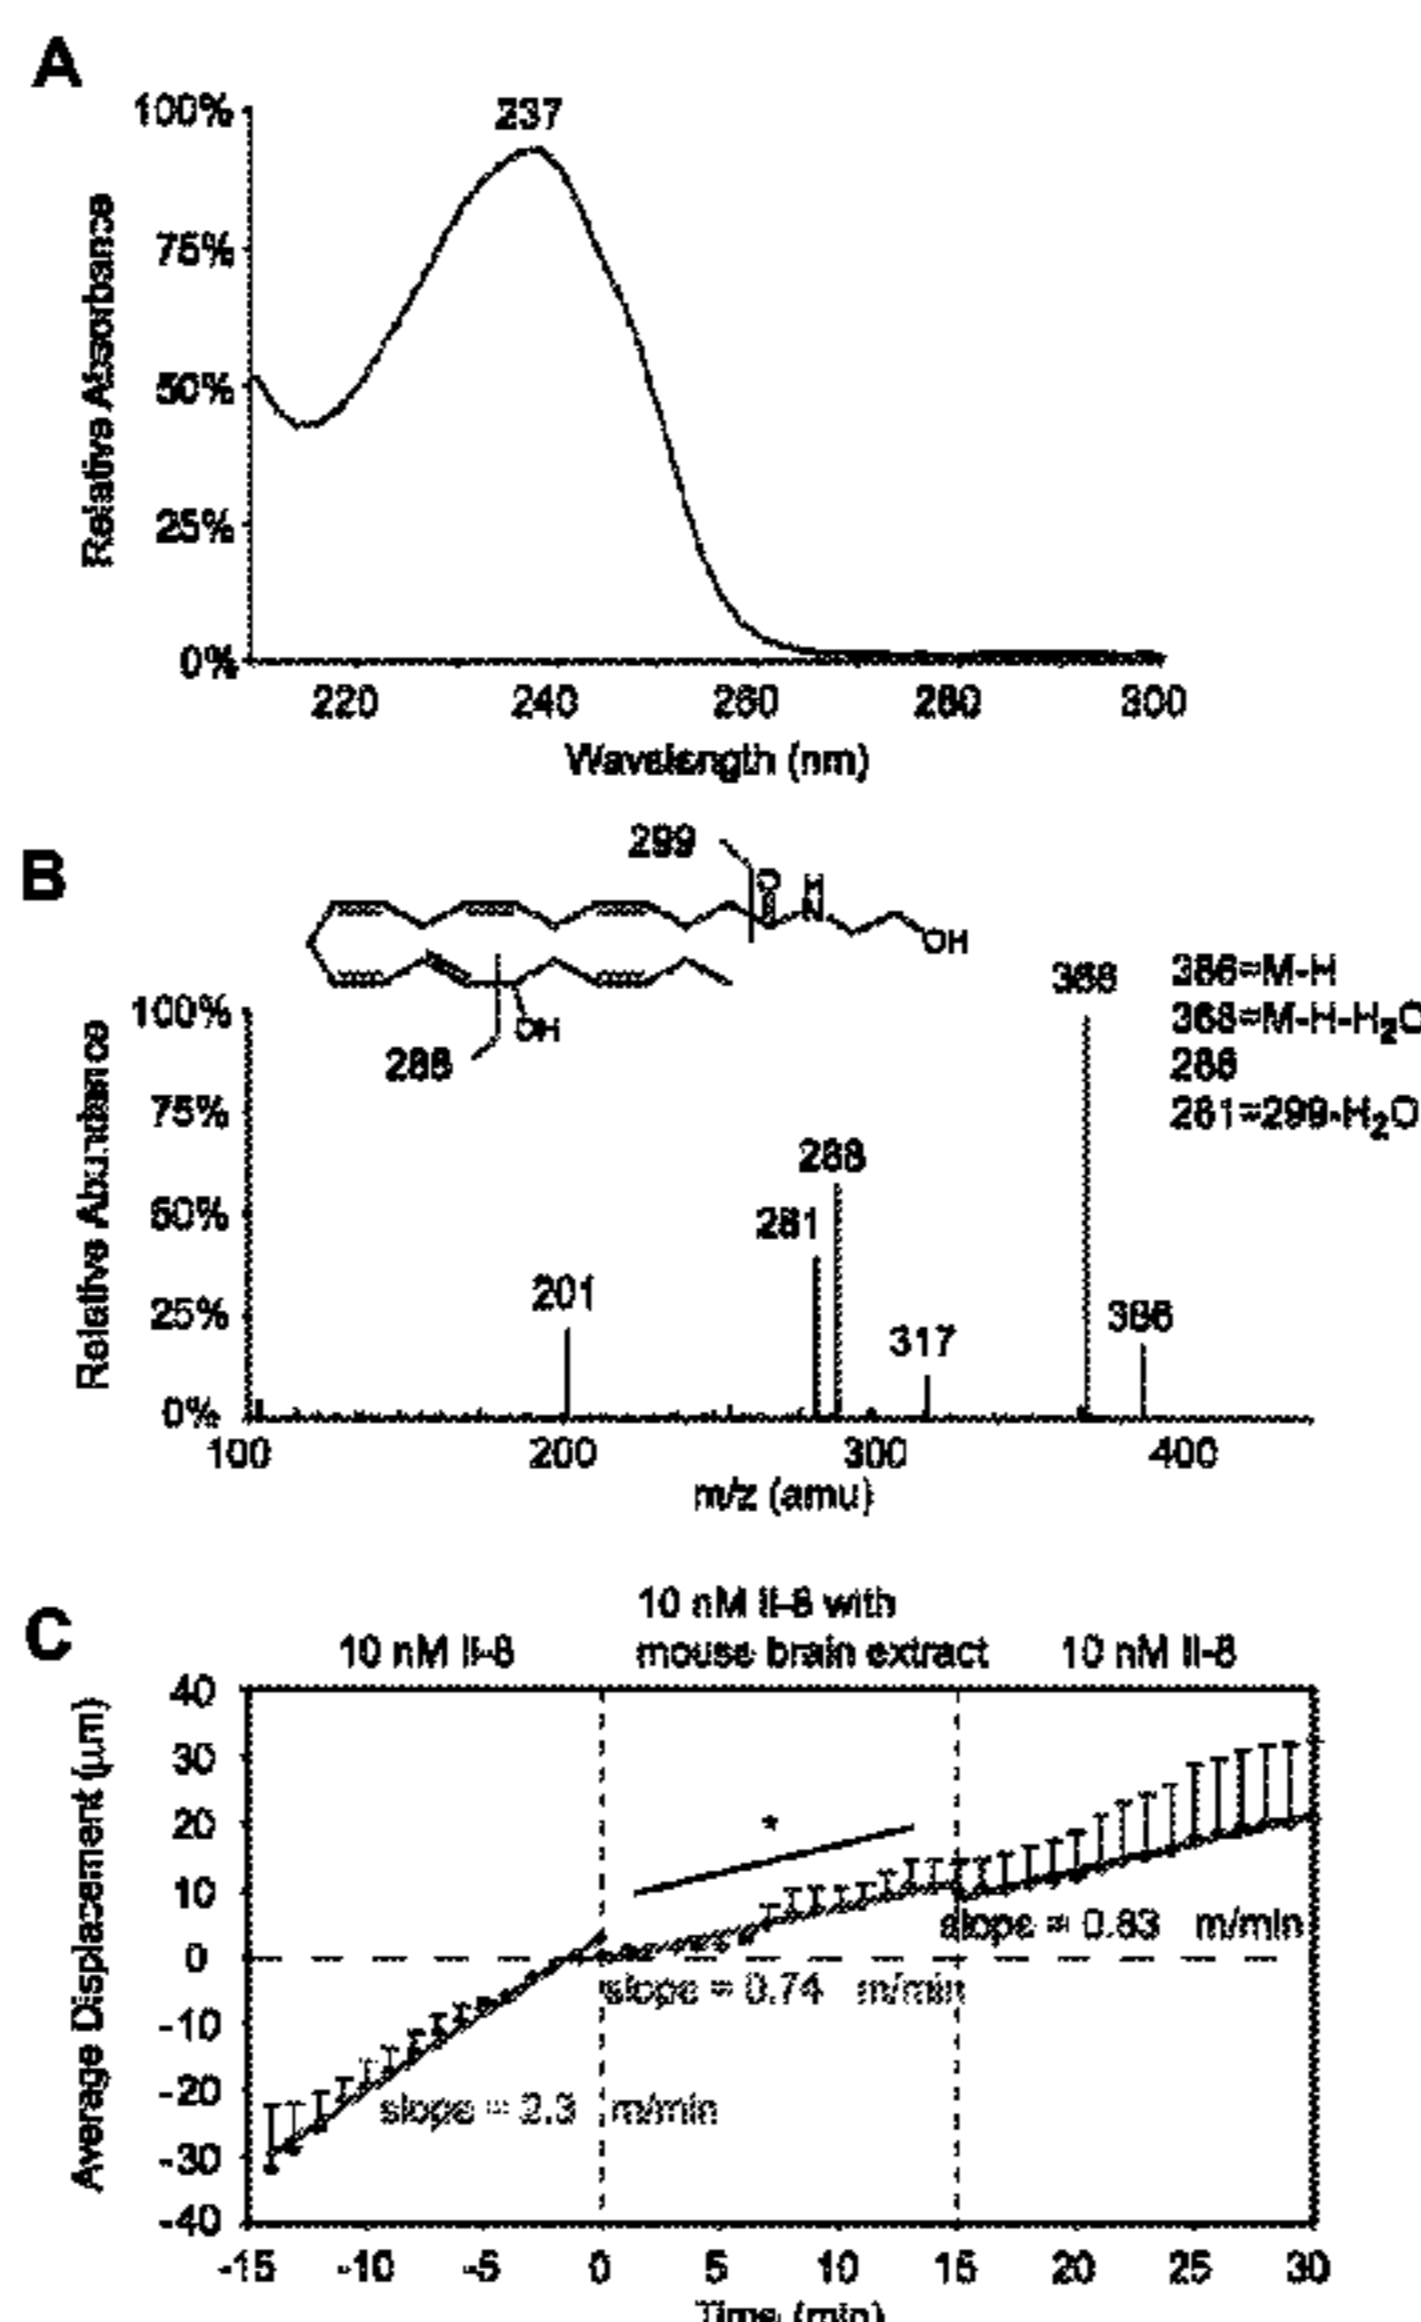 A
237
100%
75%
50%
25%
0%
Relative Absorbance
220 240 260 280 300
Wavelength (nm)
B
299
O
H
N
OH
OH
288
368
386=M-H
368=M-H-H2O
288
281=299-H2O
100%
75%
50%
25%
0%
Relative Abundance
288
281
201
317
386
100 200 300 400
m/z (amu)
C
10 nM Il-8
10 nM Il-8 with
mouse brain extract
10 nM Il-8
40
30
20
10
0
-10
-20
-30
-40
Average Displacement (µm)
*
slope = 0.83 m/min
slope = 0.74 m/min
slope = 2.3 m/min
-15 -10 -5 0 5 10 15 20 25 30
Time (min)